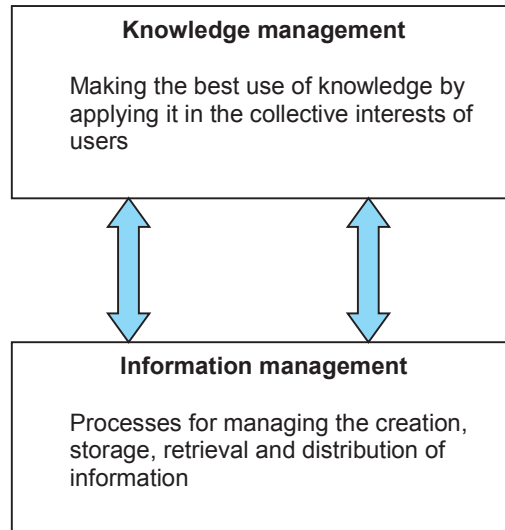 Knowledge management
Making the best use of knowledge by
applying it in the collective interests of
users
Information management
Processes for managing the creation,
storage, retrieval and distribution of
information